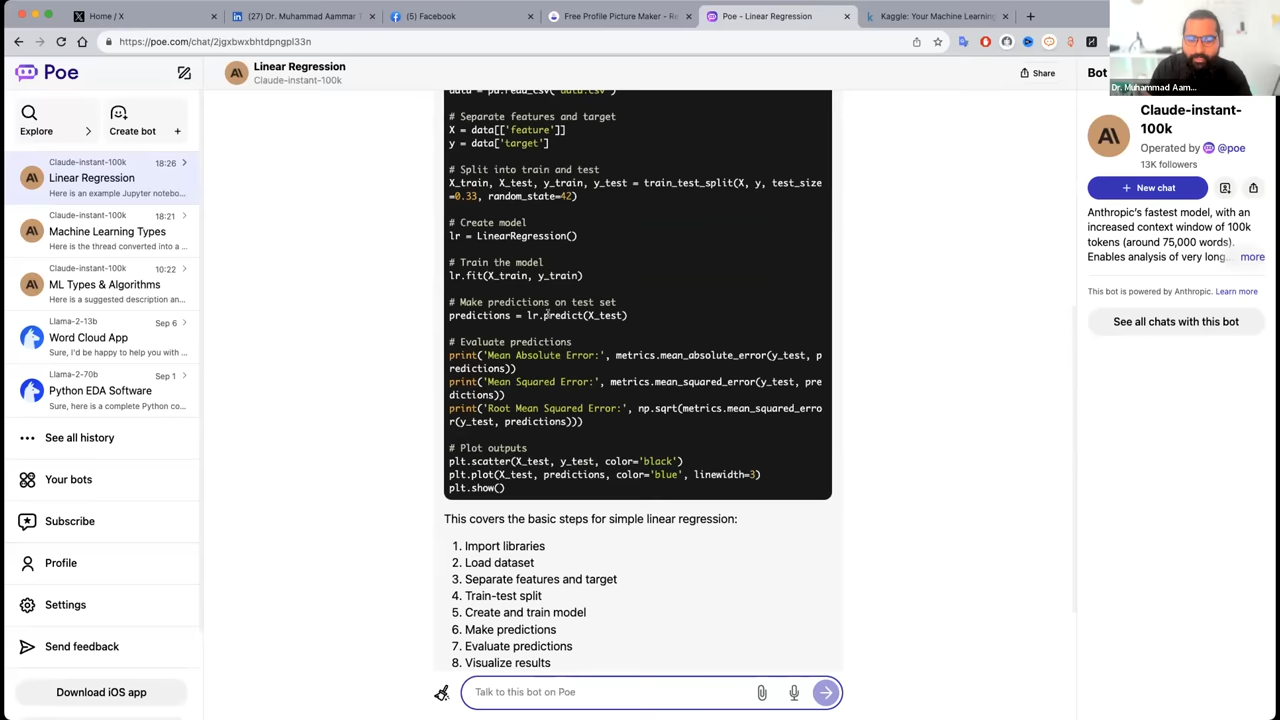 Home / X
(27) Dr. Muhammad Aammar T
(5) Facebook
Free Profile Picture Maker - Re
Poe - Linear Regression
Kaggle: Your Machine Learning
https://poe.com/chat/2jgxbwxbhtdpngpl33n
Dr. Muhammad Aam...
Poe
Explore
Create bot
Claude-instant-100k 18:26
Linear Regression
Here is an example Jupyter notebo...
Claude-instant-100k 18:21
Machine Learning Types
Here is the thread converted into a ...
Claude-instant-100k 10:22
ML Types & Algorithms
Here is a suggested description an...
Llama-2-13b Sep 6
Word Cloud App
Sure, I'd be happy to help you with ...
Llama-2-70b Sep 1
Python EDA Software
Sure, here is a complete Python co...
See all history
Your bots
Subscribe
Profile
Settings
Send feedback
Download iOS app
Linear Regression
Claude-instant-100k
Share
data = pd.read_csv('data.csv')
# Separate features and target
X = data[['feature']]
y = data['target']
# Split into train and test
X_train, X_test, y_train, y_test = train_test_split(X, y, test_size
=0.33, random_state=42)
# Create model
lr = LinearRegression()
# Train the model
lr.fit(X_train, y_train)
# Make predictions on test set
predictions = lr.predict(X_test)
# Evaluate predictions
print('Mean Absolute Error:', metrics.mean_absolute_error(y_test, p
redictions))
print('Mean Squared Error:', metrics.mean_squared_error(y_test, pre
dictions))
print('Root Mean Squared Error:', np.sqrt(metrics.mean_squared_erro
r(y_test, predictions)))
# Plot outputs
plt.scatter(X_test, y_test, color='black')
plt.plot(X_test, predictions, color='blue', linewidth=3)
plt.show()
This covers the basic steps for simple linear regression:
1. Import libraries
2. Load dataset
3. Separate features and target
4. Train-test split
5. Create and train model
6. Make predictions
7. Evaluate predictions
8. Visualize results
Talk to this bot on Poe
Bot
Claude-instant-
100k
Operated by @poe
13K followers
+ New chat
Anthropic's fastest model, with an
increased context window of 100k
tokens (around 75,000 words).
Enables analysis of very long... more
This bot is powered by Anthropic. Learn more
See all chats with this bot